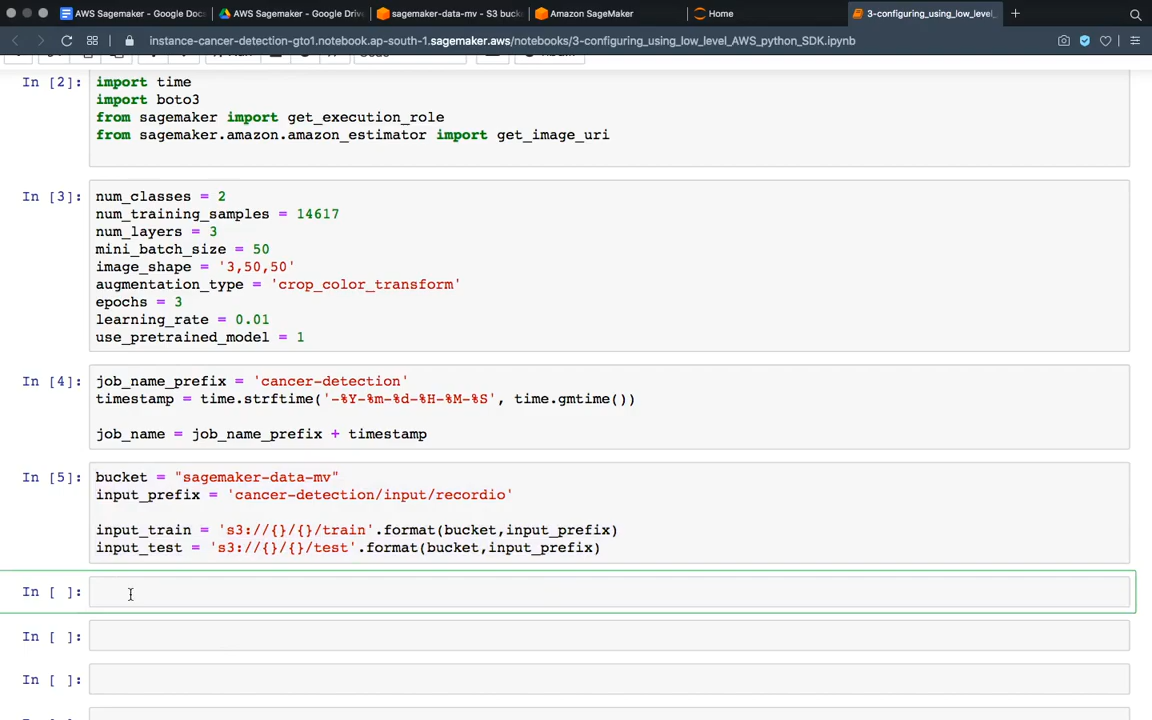 AWS Sagemaker - Google Docs
AWS Sagemaker - Google Drive
sagemaker-data-mv - S3 bucket
Amazon SageMaker
Home
3-configuring_using_low_level_
instance-cancer-detection-gto1.notebook.ap-south-1.sagemaker.aws/notebooks/3-configuring_using_low_level_AWS_python_SDK.ipynb
In [2]:
import time
import boto3
from sagemaker import get_execution_role
from sagemaker.amazon.amazon_estimator import get_image_uri
In [3]:
num_classes = 2
num_training_samples = 14617
num_layers = 3
mini_batch_size = 50
image_shape = '3,50,50'
augmentation_type = 'crop_color_transform'
epochs = 3
learning_rate = 0.01
use_pretrained_model = 1
In [4]:
job_name_prefix = 'cancer-detection'
timestamp = time.strftime('-%Y-%m-%d-%H-%M-%S', time.gmtime())
job_name = job_name_prefix + timestamp
In [5]:
bucket = "sagemaker-data-mv"
input_prefix = 'cancer-detection/input/recordio'
input_train = 's3://{}/{}/train'.format(bucket,input_prefix)
input_test = 's3://{}/{}/test'.format(bucket,input_prefix)
In [ ]:
In [ ]:
In [ ]: